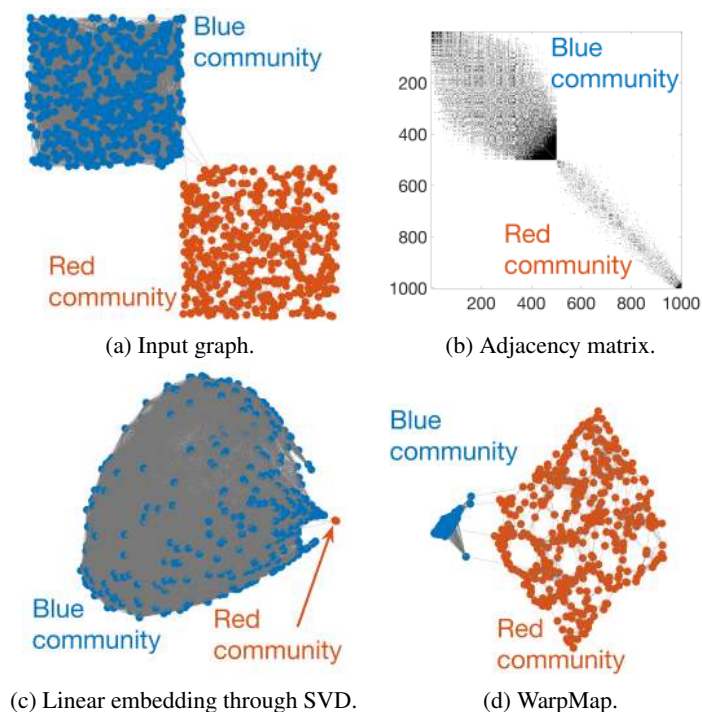 Blue
community
Red
community
(a) Input graph.
Blue
community
Red
community
200
400
600
800
1000
200 400 600 800 1000
(b) Adjacency matrix.
Blue
community
Red
community
(c) Linear embedding through SVD.
Blue
community
Red
community
(d) WarpMap.